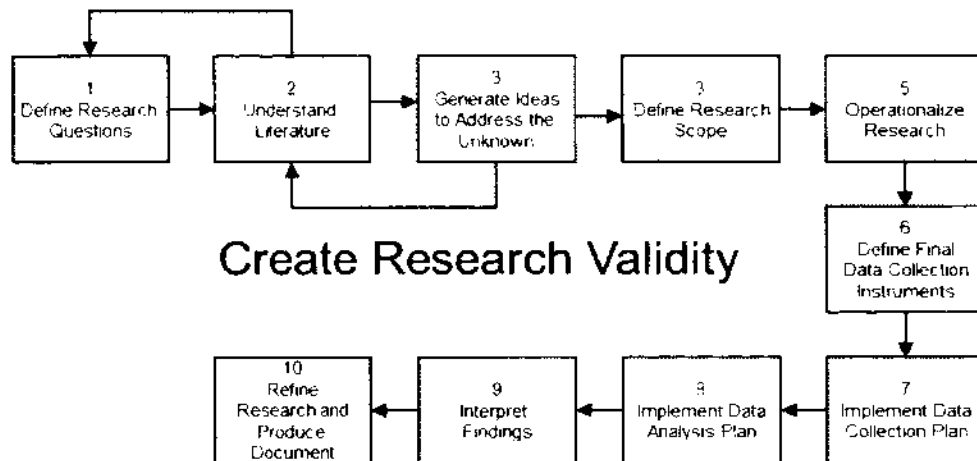 1
Define Research
Questions
2
Understand
Literature
3
Generate Ideas
to Address the
Unknown
3
Define Research
Scope
5
Operationalize
Research
6
Define Final
Data Collection
Instruments
Create Research Validity
10
Refine
Research and
Produce
Document
9
Interpret
Findings
8
Implement Data
Analysis Plan
7
Implement Data
Collection Plan